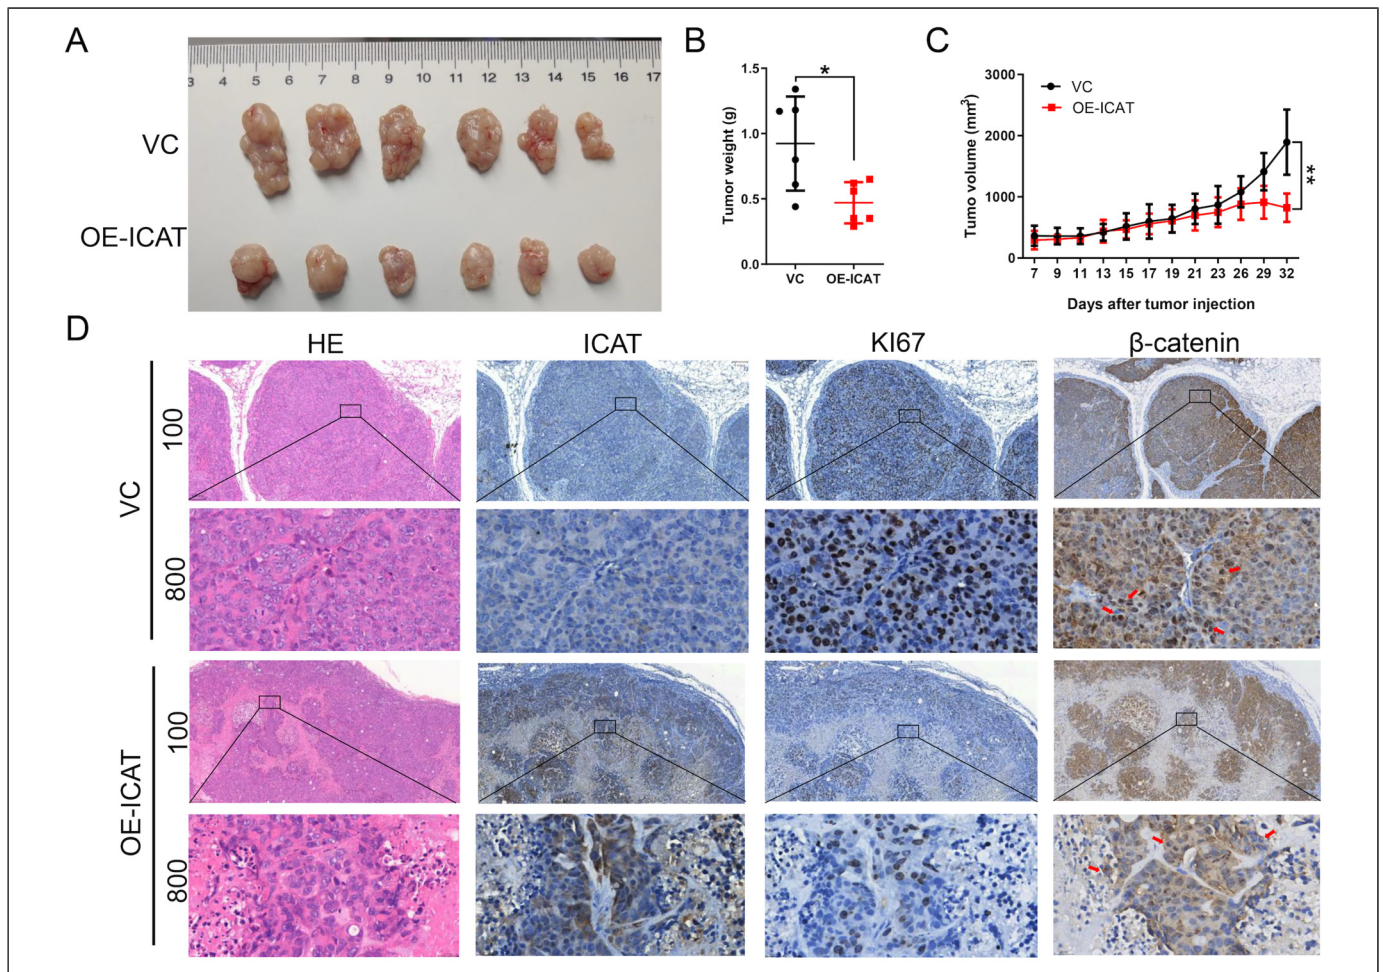 A
3 4 5 6 7 8 9 10 11 12 13 14 15 16 17
VC
OE-ICAT
B
1.5
1.0
0.5
0.0
Tumor weight (g)
*
VC OE-ICAT
C
3000
2000
1000
0
Tumo volume (mm³)
VC
OE-ICAT
**
7 9 11 13 15 17 19 21 23 26 29 32
Days after tumor injection
D
HE ICAT KI67 β-catenin
VC
100
800
OE-ICAT
100
800